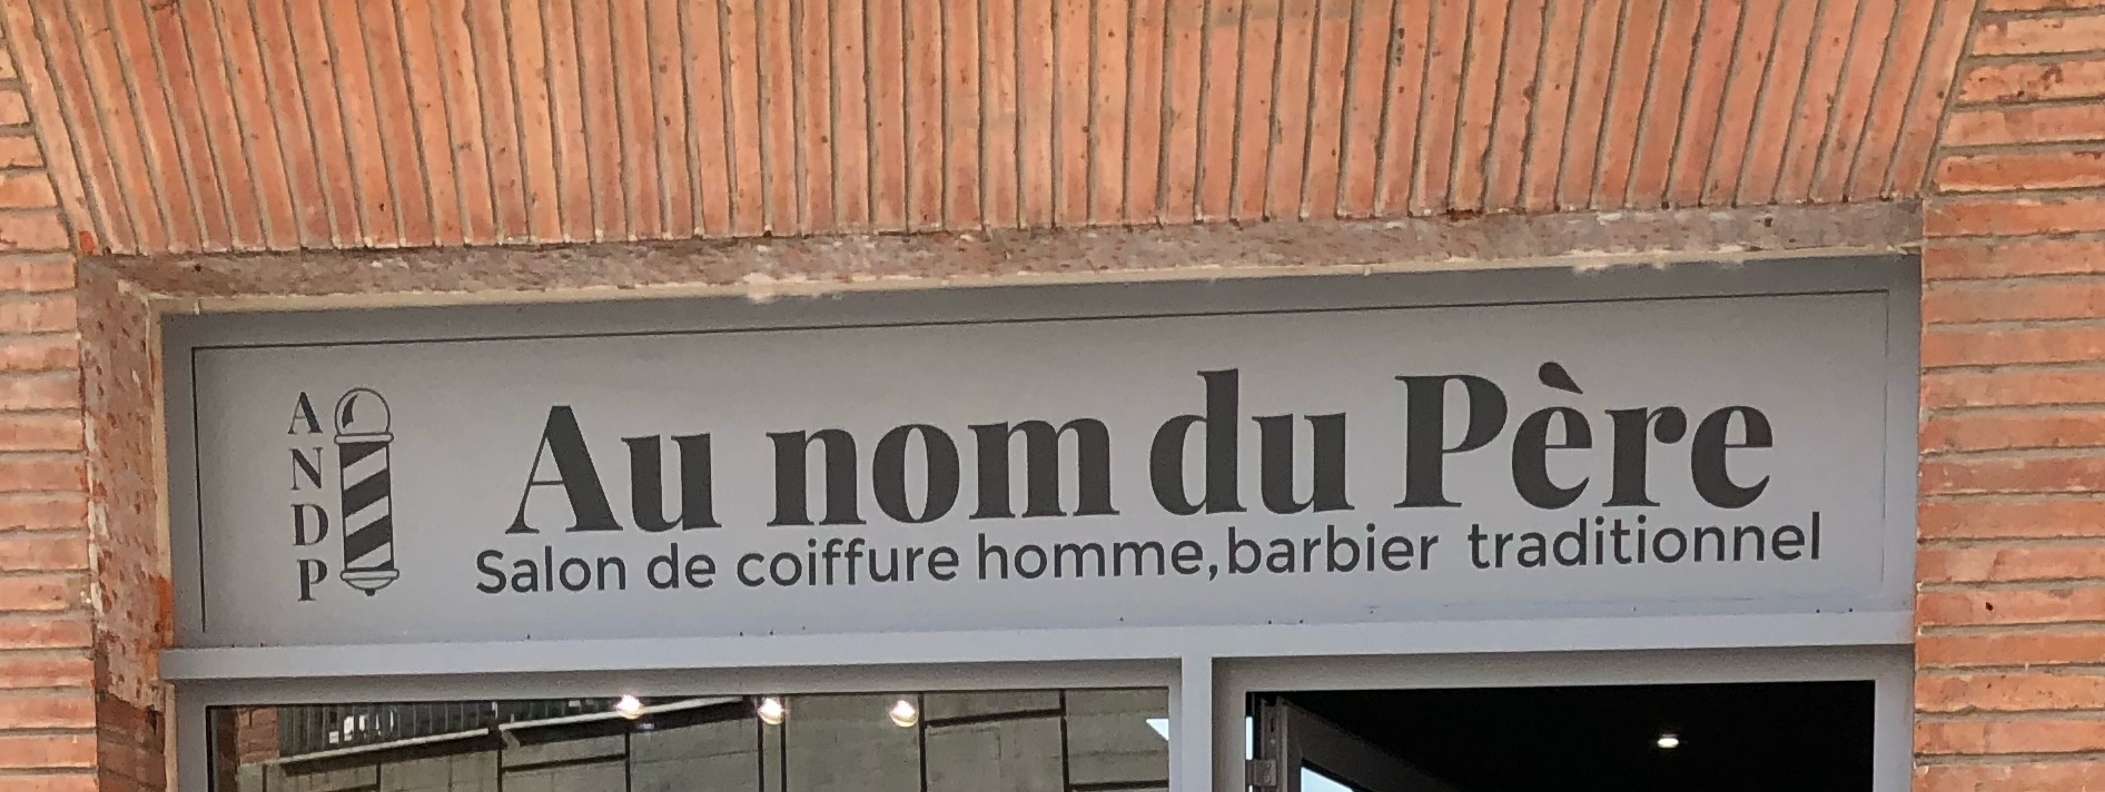 A
N
D
P
Au nom du Père
Salon de coiffure homme, barbier traditionnel